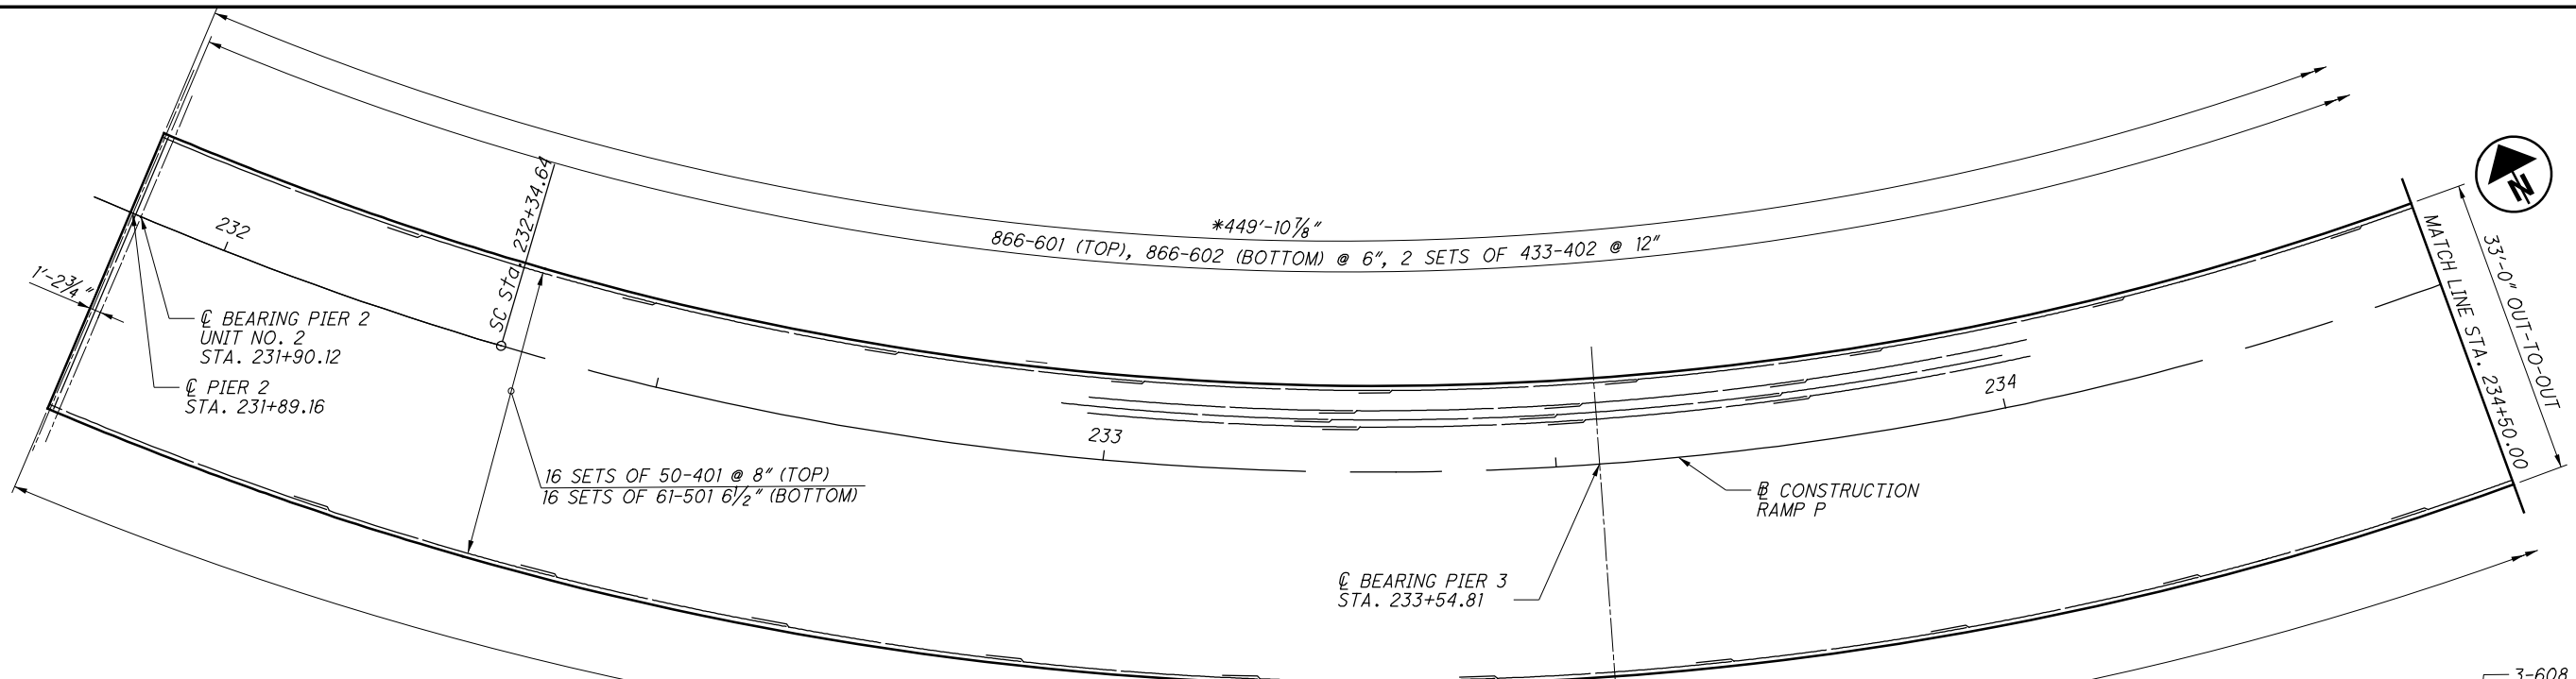 *449'-10⅞"
866-601 (TOP), 866-602 (BOTTOM) @ 6", 2 SETS OF 433-402 @ 12"
N
SC Sta. 232+34.64
232
1'-2¾"
℄ BEARING PIER 2
UNIT NO. 2
STA. 231+90.12
℄ PIER 2
STA. 231+89.16
MATCH LINE STA. 234+50.00
33'-0" OUT-TO-OUT
234
233
16 SETS OF 50-401 @ 8" (TOP)
16 SETS OF 61-501 6½" (BOTTOM)
℄ CONSTRUCTION
RAMP P
℄ BEARING PIER 3
STA. 233+54.81
3-608